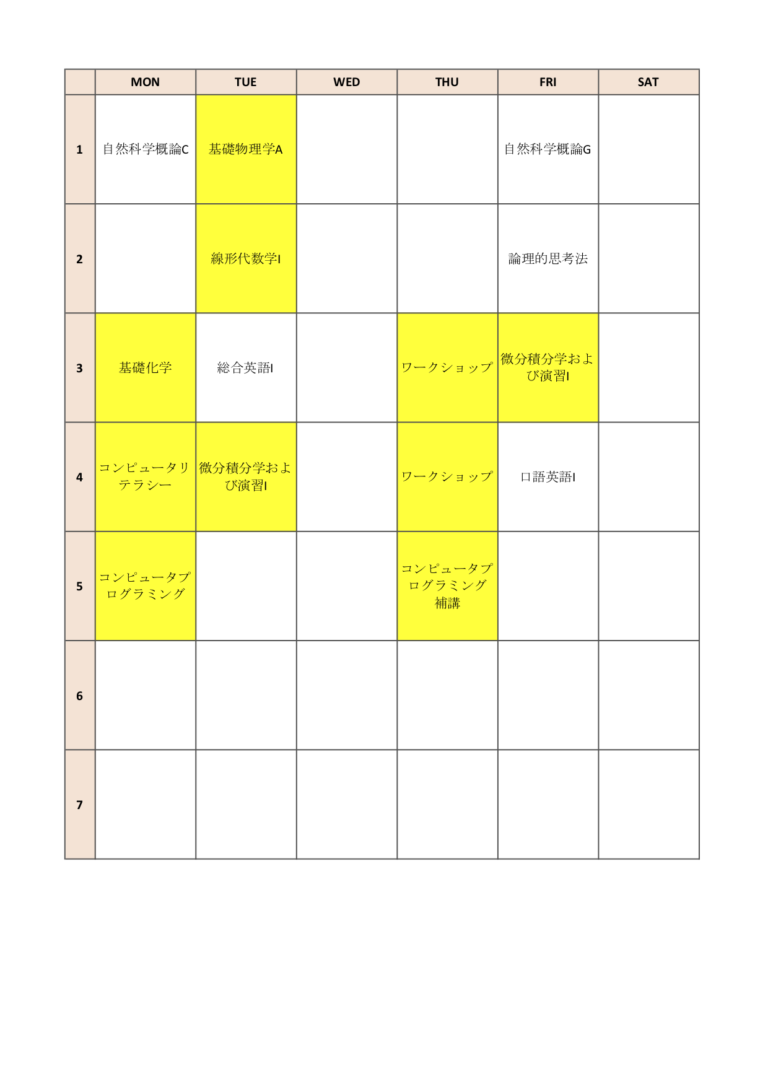 MON TUE WED THU FRI SAT
1 自然科学概論C 基礎物理学A 自然科学概論G
2 線形代数学I 論理的思考法
3 基礎化学 総合英語I ワークショップ 微分積分学およ
び演習I
4 コンピュータリ
テラシー 微分積分学およ
び演習I ワークショップ 口語英語I
5 コンピュータプ
ログラミング コンピュータプ
ログラミング
補講
6
7